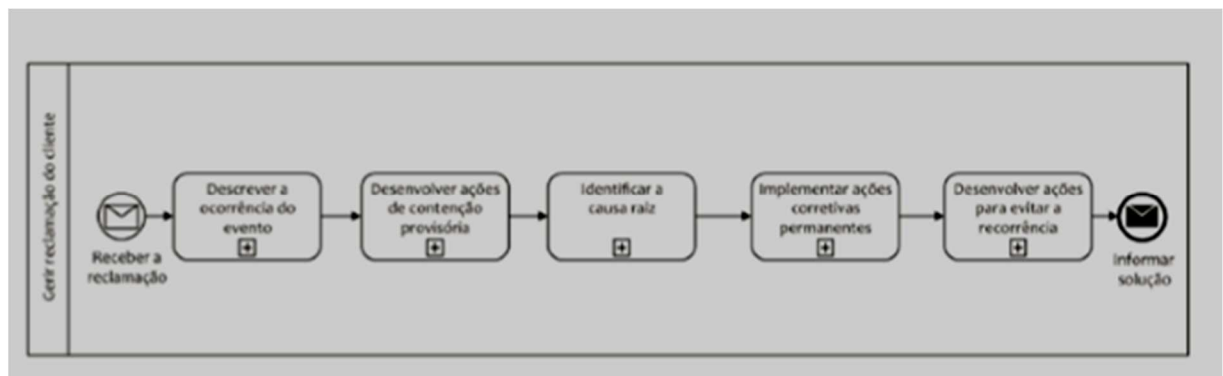 Gerir reclamação do cliente
Receber a
reclamação
Descrever a
ocorrência do
evento
Desenvolver ações
de contenção
provisória
Identificar a
causa raiz
Implementar ações
corretivas
permanentes
Desenvolver ações
para evitar a
recorrência
Informar
solução